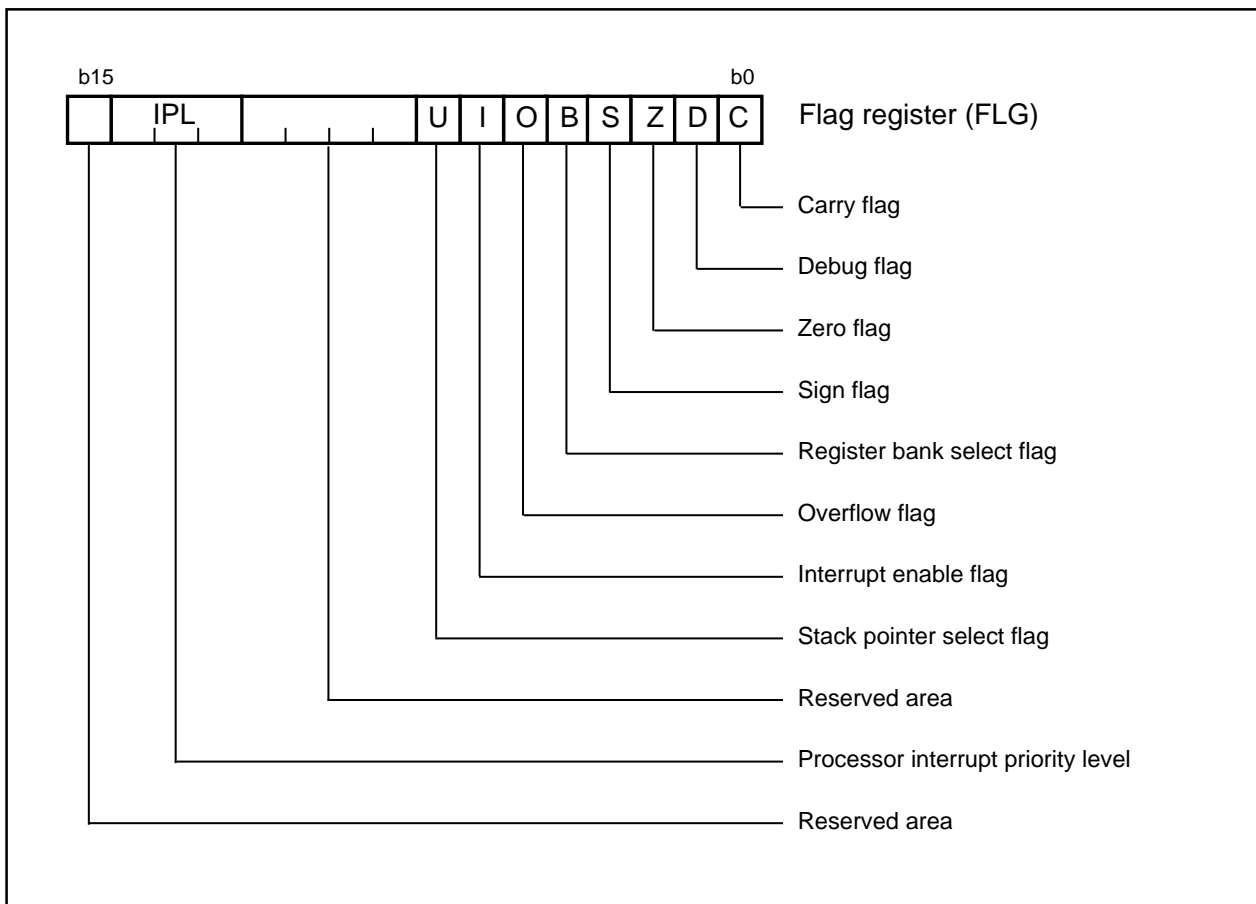 b15 b0
IPL U I O B S Z D C Flag register (FLG)
Carry flag
Debug flag
Zero flag
Sign flag
Register bank select flag
Overflow flag
Interrupt enable flag
Stack pointer select flag
Reserved area
Processor interrupt priority level
Reserved area